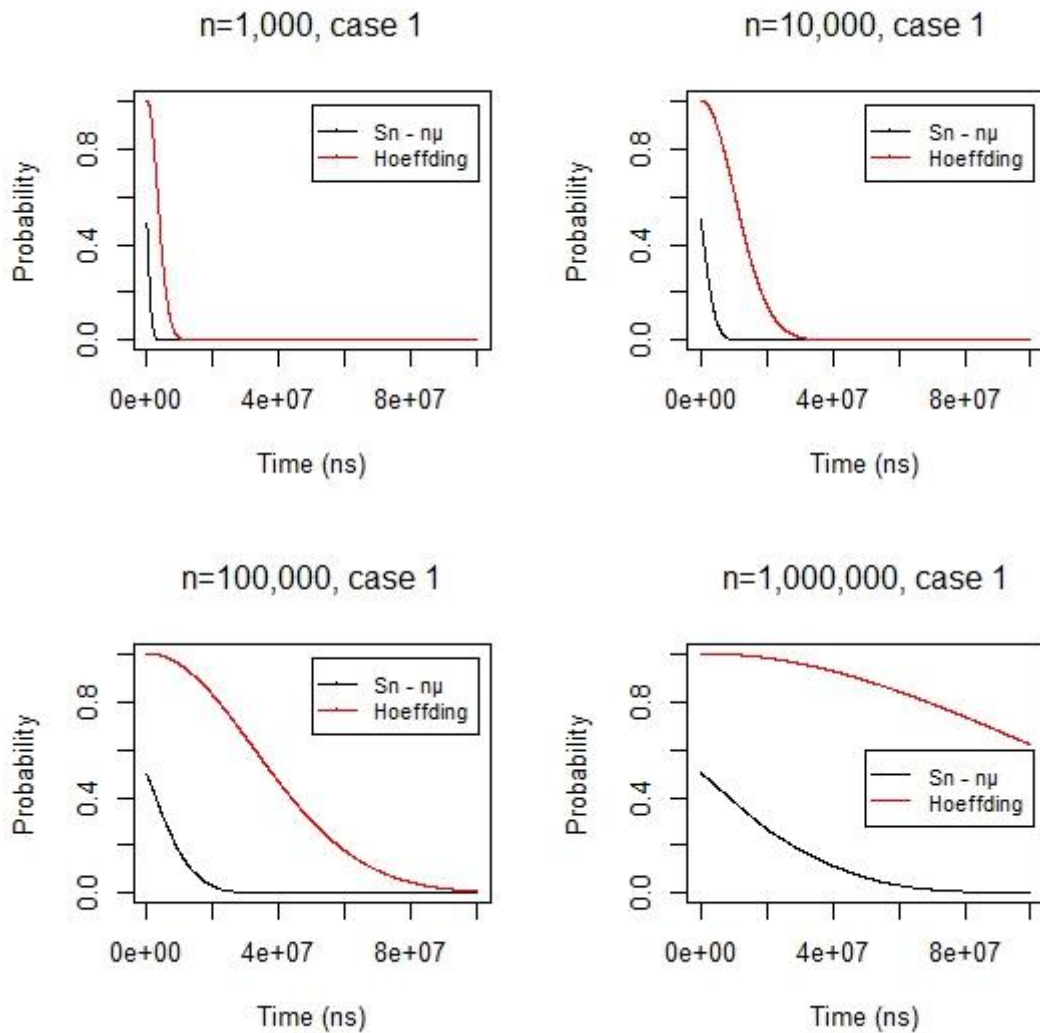 n=1,000, case 1
Probability
0.0 0.4 0.8
Sn - nµ
Hoeffding
0e+00 4e+07 8e+07
Time (ns)
n=10,000, case 1
Probability
0.0 0.4 0.8
Sn - nµ
Hoeffding
0e+00 4e+07 8e+07
Time (ns)
n=100,000, case 1
Probability
0.0 0.4 0.8
Sn - nµ
Hoeffding
0e+00 4e+07 8e+07
Time (ns)
n=1,000,000, case 1
Probability
0.0 0.4 0.8
Sn - nµ
Hoeffding
0e+00 4e+07 8e+07
Time (ns)